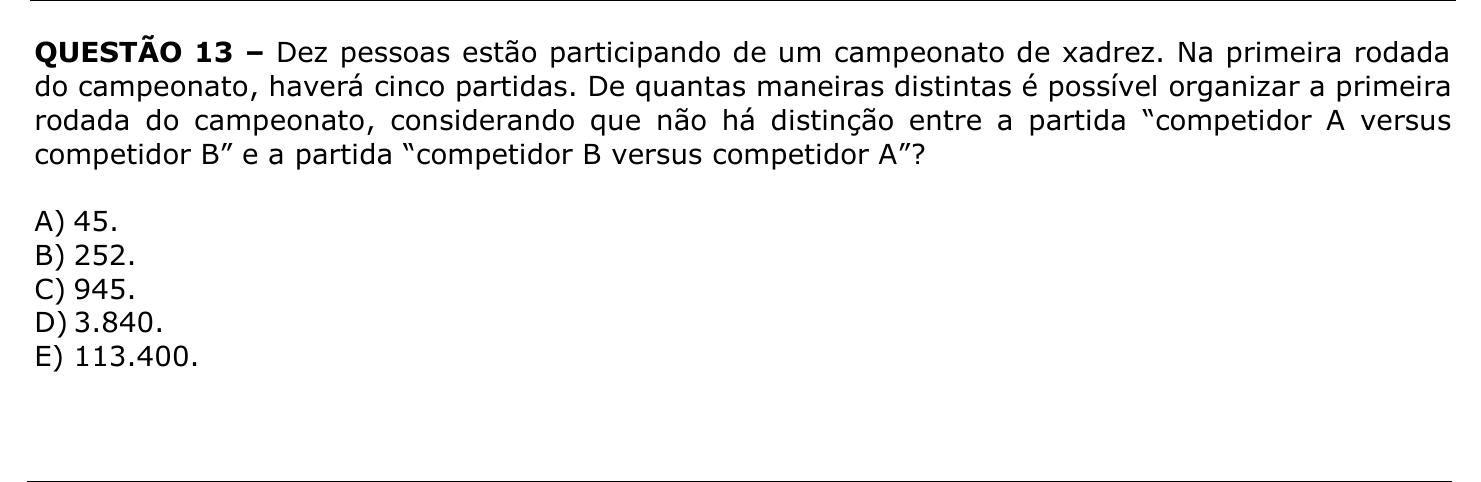 QUESTÃO 13 – Dez pessoas estão participando de um campeonato de xadrez. Na primeira rodada
do campeonato, haverá cinco partidas. De quantas maneiras distintas é possível organizar a primeira
rodada do campeonato, considerando que não há distinção entre a partida “competidor A versus
competidor B” e a partida “competidor B versus competidor A”?
A) 45.
B) 252.
C) 945.
D) 3.840.
E) 113.400.